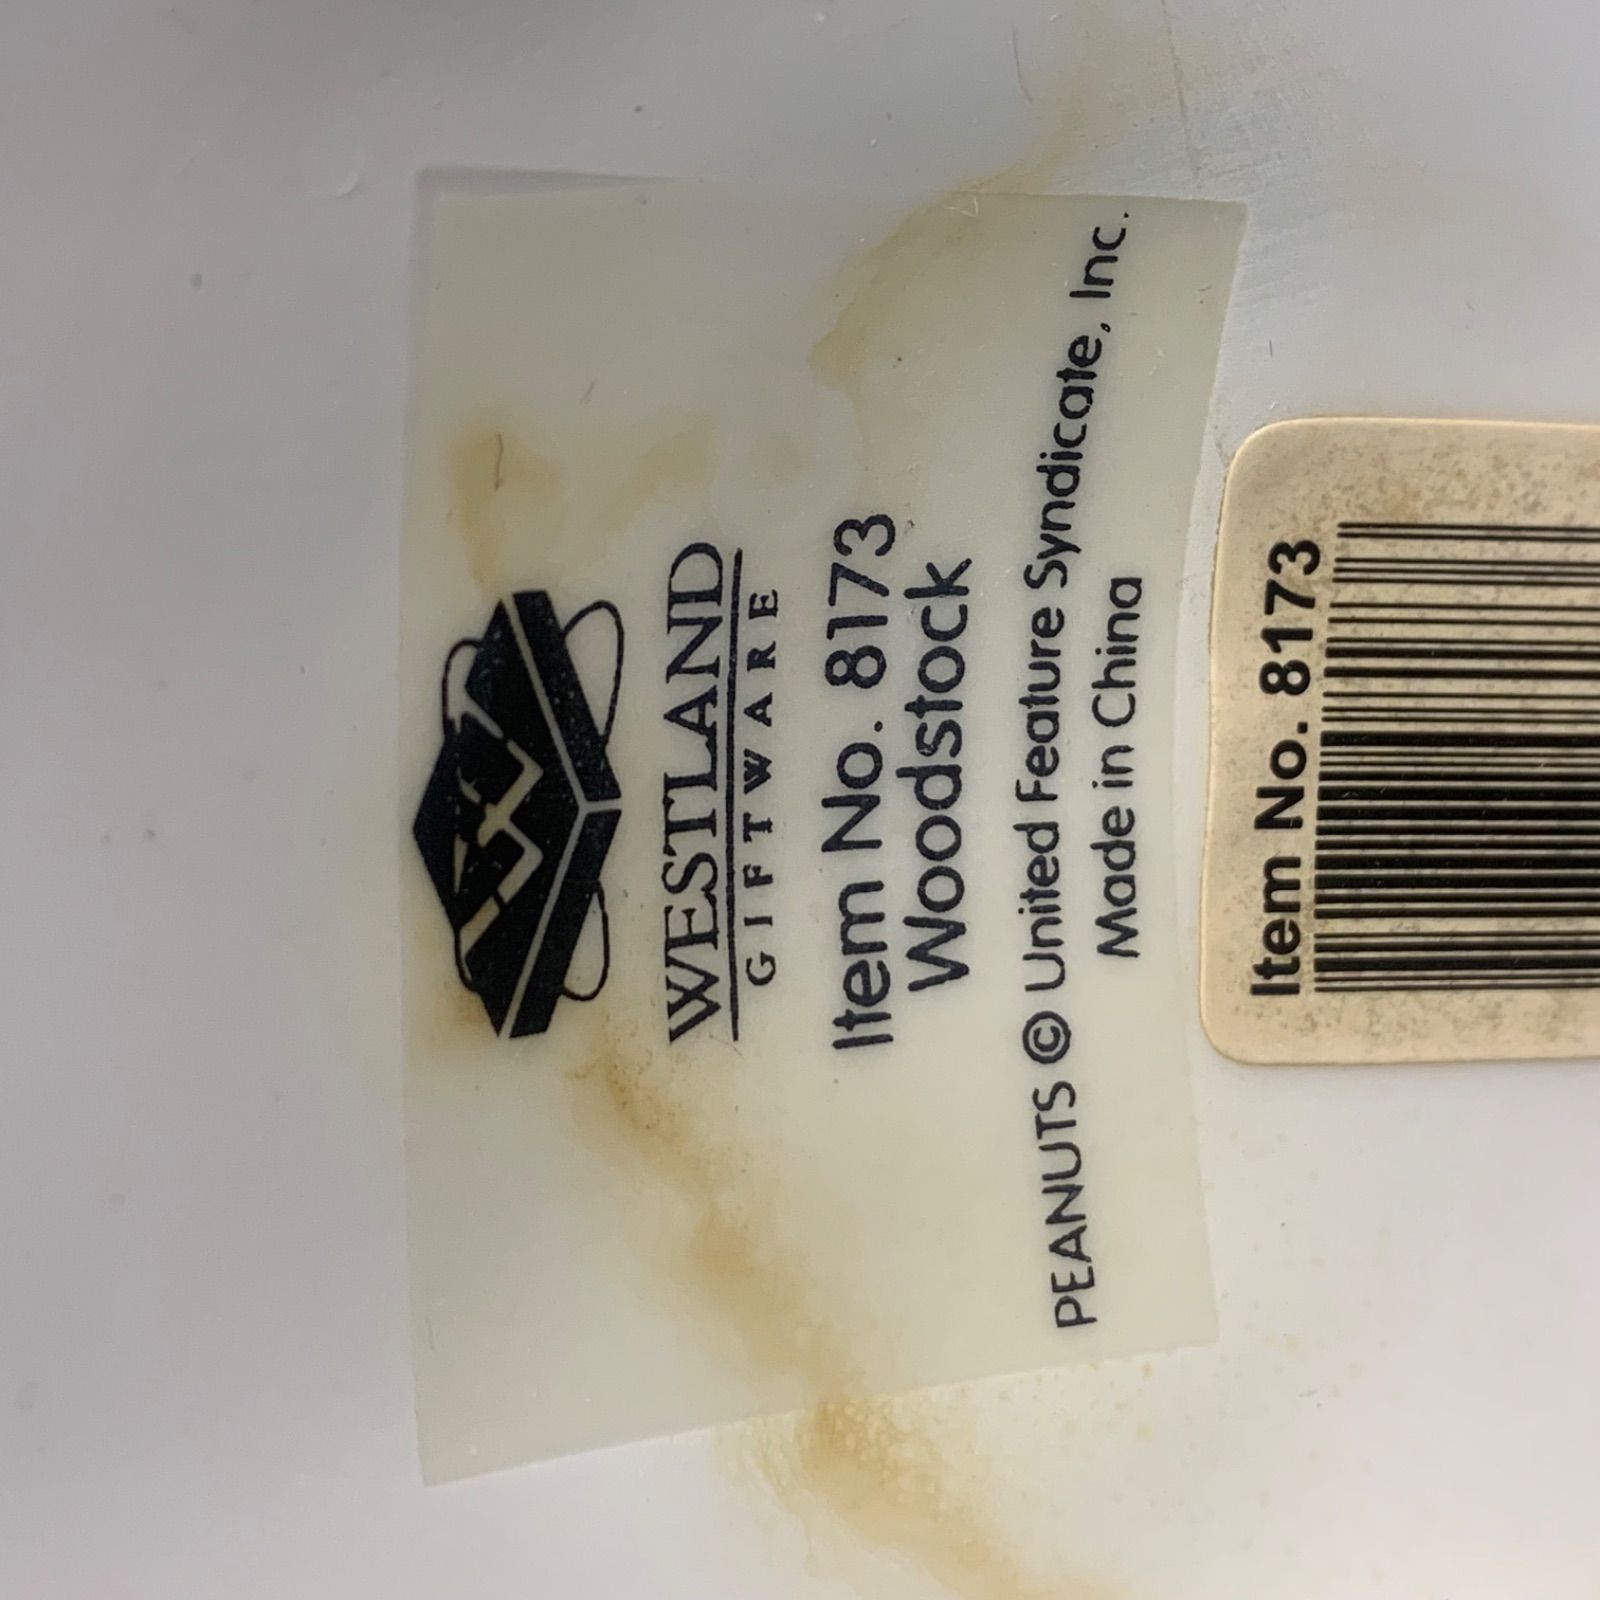 WESTLAND
GIFTWARE
Item No. 8173
Woodstock
PEANUTS © United Feature Syndicate, Inc.
Made in China
Item No. 8173